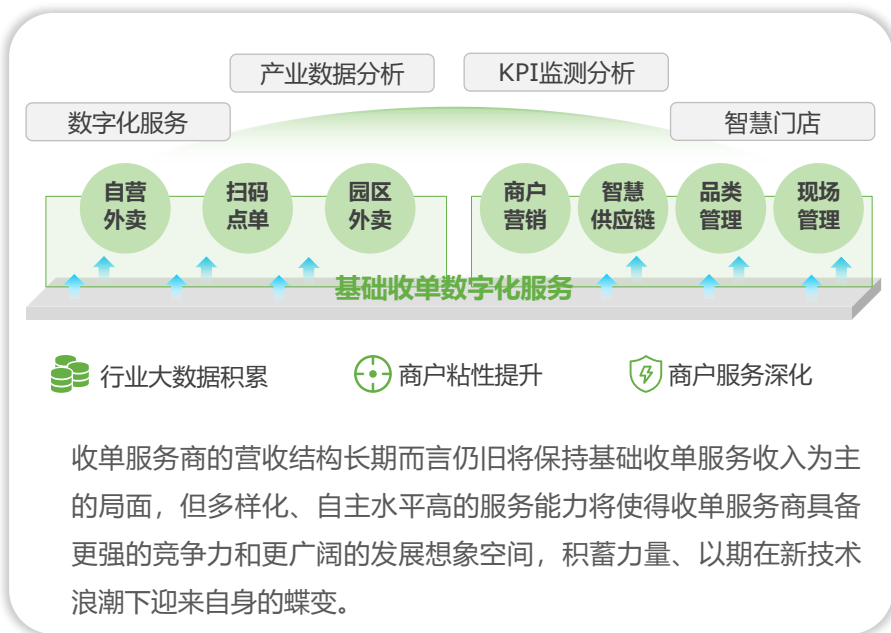 产业数据分析
KPI监测分析
数字化服务
智慧门店
自营
外卖
扫码
点单
园区
外卖
商户
营销
智慧
供应链
品类
管理
现场
管理
基础收单数字化服务
行业大数据积累
商户粘性提升
商户服务深化
收单服务商的营收结构长期而言仍旧将保持基础收单服务收入为主
的局面，但多样化、自主水平高的服务能力将使得收单服务商具备
更强的竞争力和更广阔的发展想象空间，积蓄力量、以期在新技术
浪潮下迎来自身的蝶变。